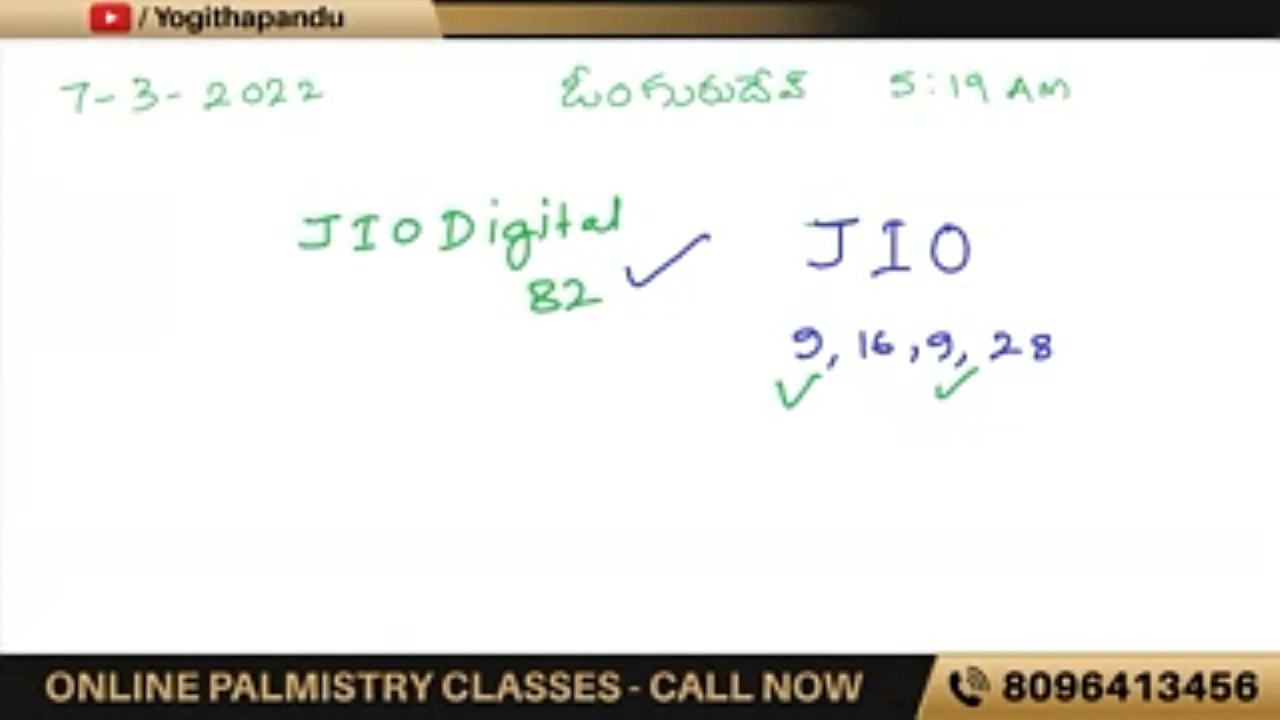 / Yogithapandu
7-3-2022 ఓంగురుదేవ్ 5:19 AM
JIO Digital JIO
82
9, 16, 9, 28
ONLINE PALMISTRY CLASSES - CALL NOW 8096413456